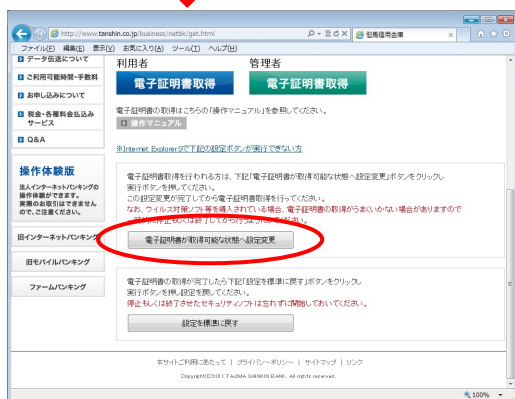 http://www.tanshin.co.jp/business/netbk/get.html
但馬信用金庫
ファイル(F) 編集(E) 表示(V) お気に入り(A) ツール(T) ヘルプ(H)
データ伝送について
ご利用可能時間・手数料
お申し込みについて
税金・各種料金払込み
サービス
Q&A
操作体験版
法人インターネットバンキングの
操作体験ができます。
実際のお取引はできません
ので、ご注意ください。
旧インターネットバンキング
旧モバイルバンキング
ファームバンキング
利用者
管理者
電子証明書取得
電子証明書取得
電子証明書の取得はこちらの「操作マニュアル」を参照してください。
操作マニュアル
※Internet Explorer9で下記の設定ボタンが実行できない方
電子証明書取得を行われる方は、下記「電子証明書が取得可能な状態へ設定変更」ボタンをクリックし
実行ボタンを押してください。
この設定変更が完了してから電子証明書取得を行ってください。
なお、ウイルス対策ソフト等を導入されている場合、電子証明書の取得がうまくいかない場合がありますので
電子証明書が取得可能な状態へ設定変更
電子証明書の取得が完了したら下記「設定を標準に戻す」ボタンをクリックし
実行ボタンを押し設定を戻してください。
停止もしくは終了させたセキュリティソフトは忘れずに開始しておいてください。
設定を標準に戻す
本サイトご利用にあたって | プライバシーポリシー | サイトマップ | リンク
Copyright(C)2011 TAJIMA SHINKIN BANK. All rights reserved.
100%